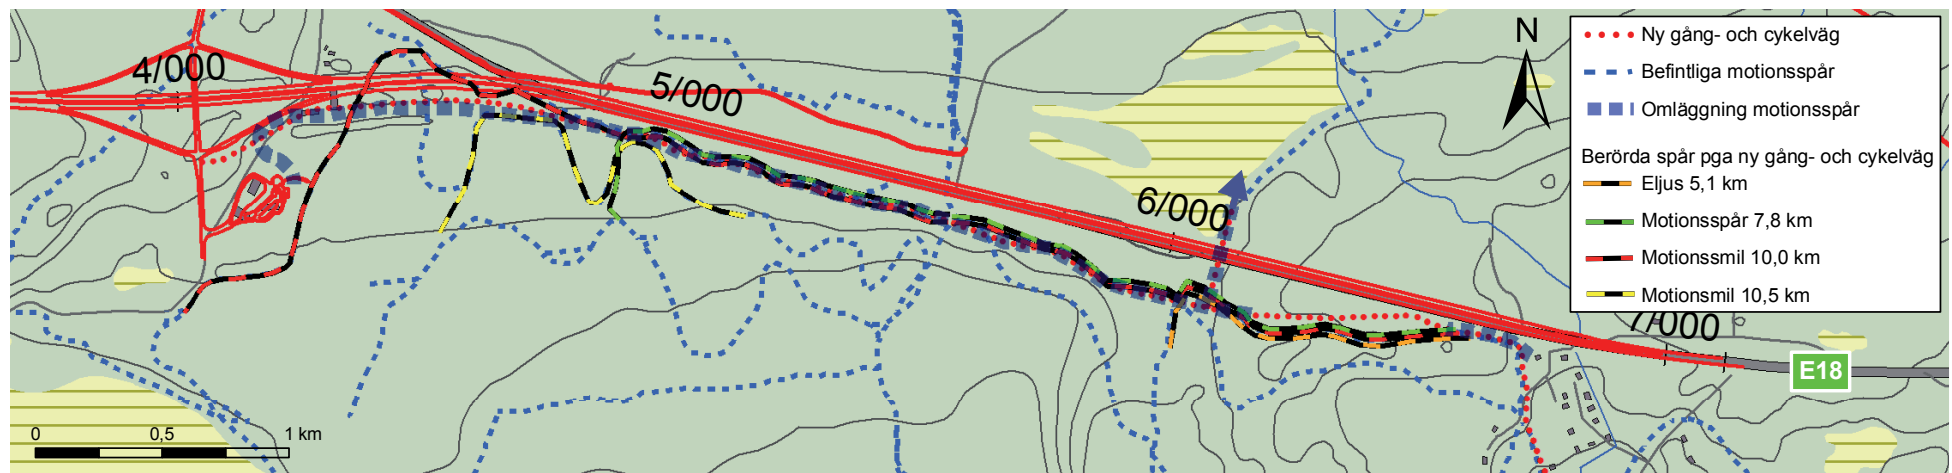 4/000
5/000
6/000
7/000
N
Ny gång- och cykelväg
Befintliga motionsspår
Omläggning motionsspår
Berörda spår pga ny gång- och cykelväg
Eljus 5,1 km
Motionsspår 7,8 km
Motionssmil 10,0 km
Motionsmil 10,5 km
E18
0 0,5 1 km